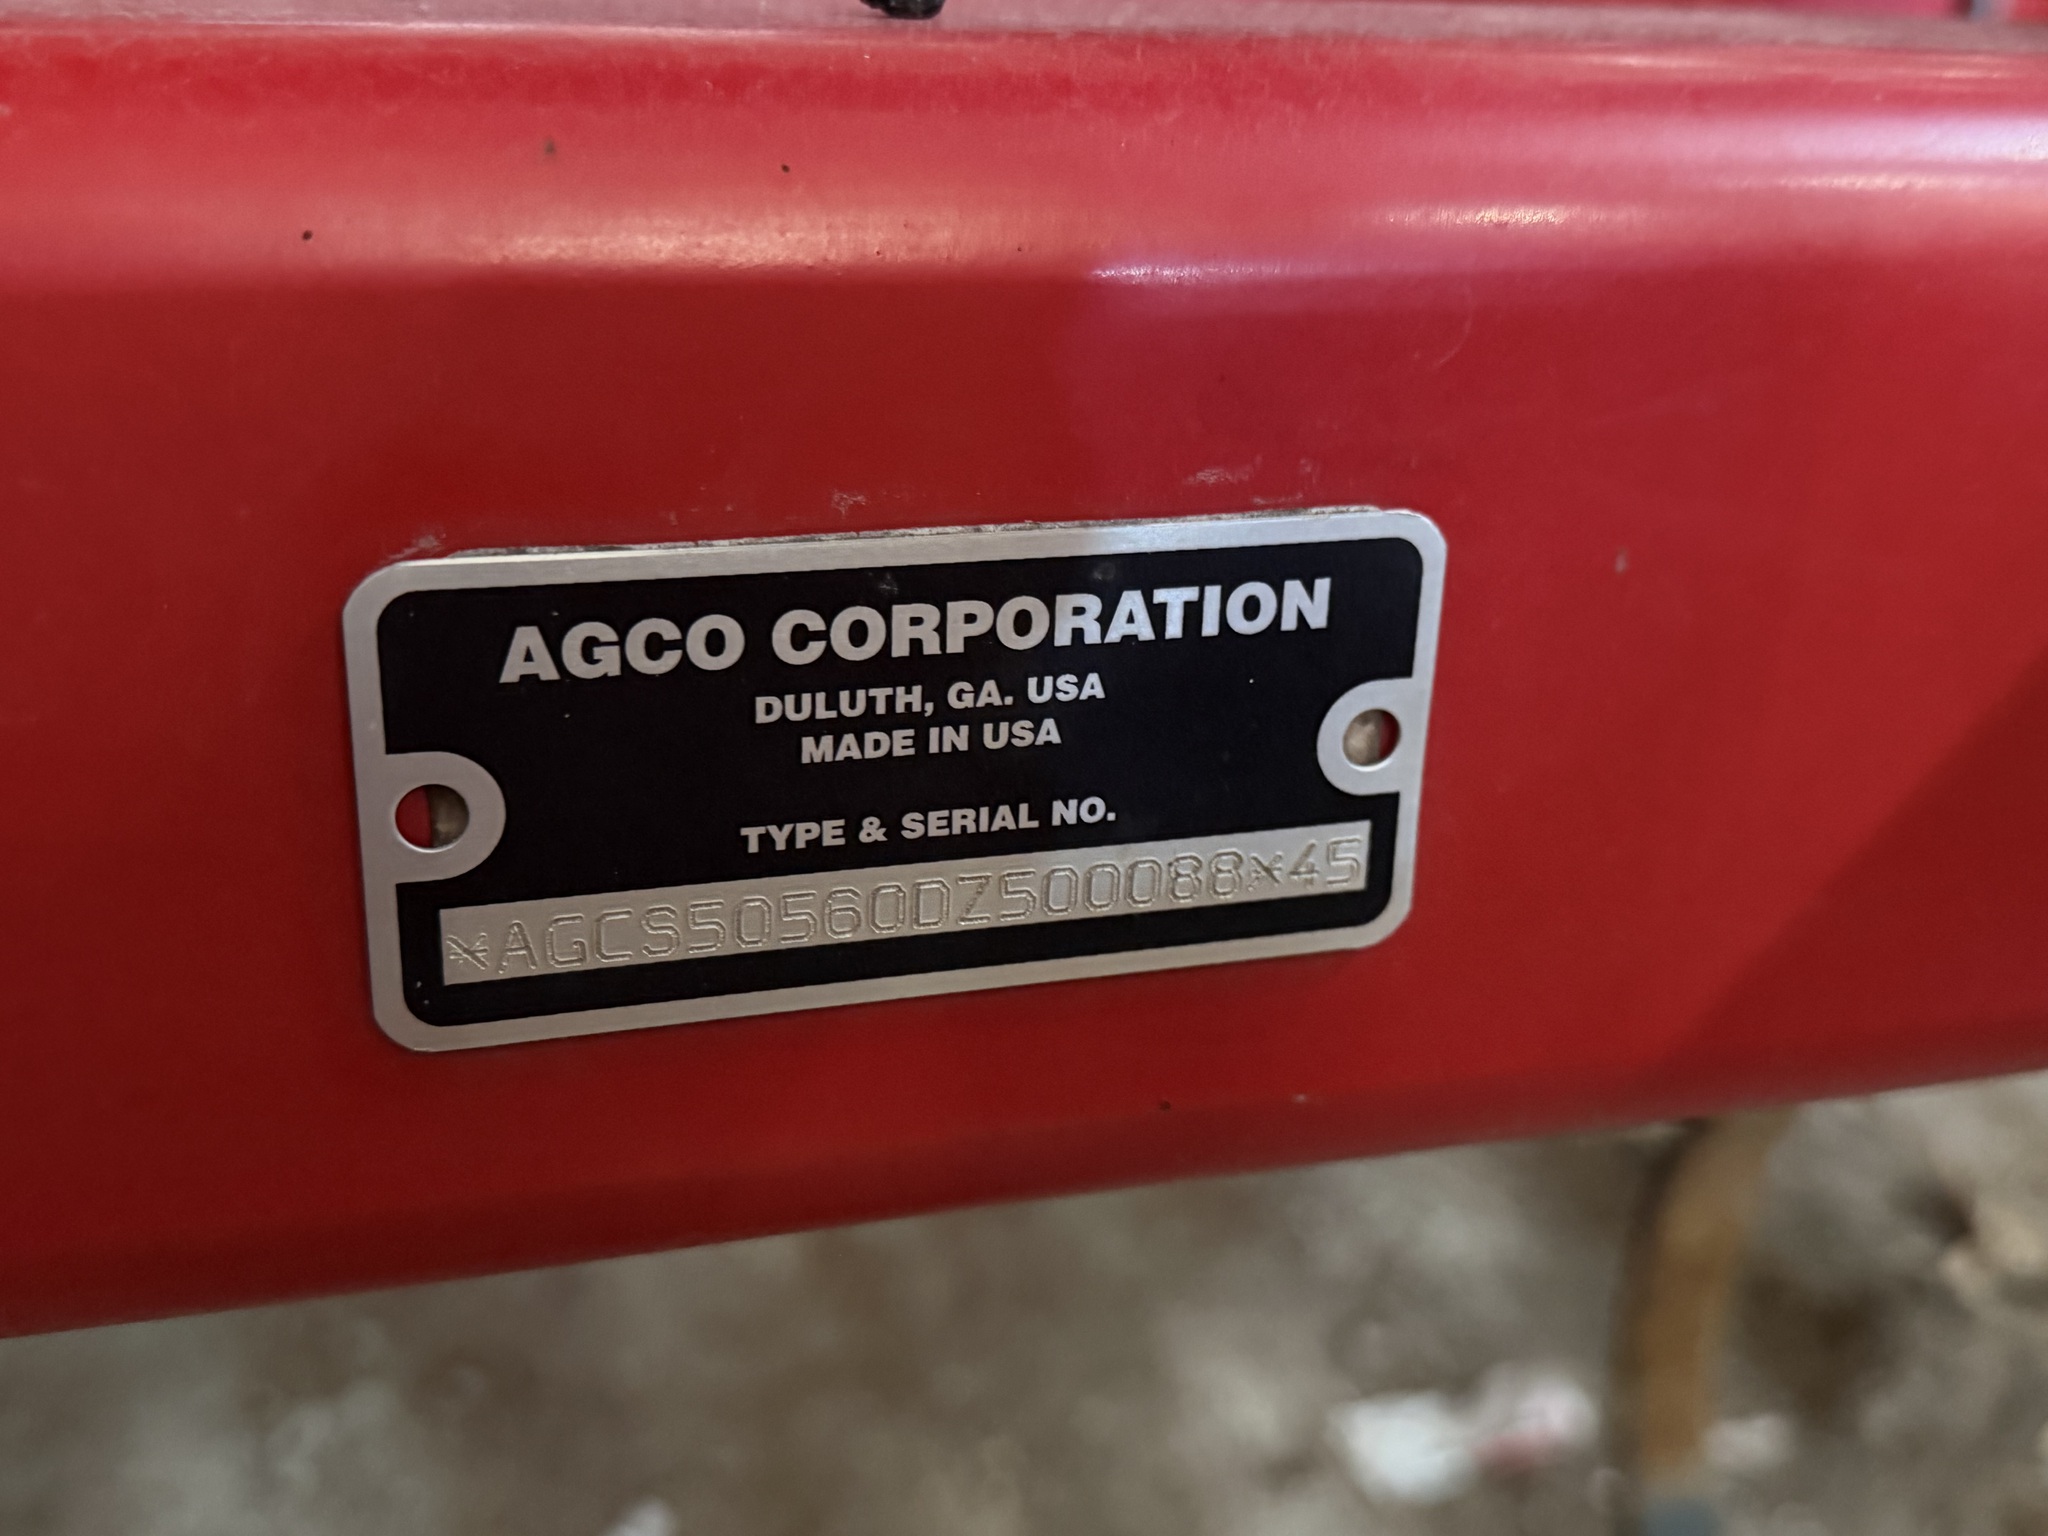 AGCO CORPORATION
DULUTH, GA. USA
MADE IN USA
TYPE & SERIAL NO.
*AGCS50560DZ500088*45